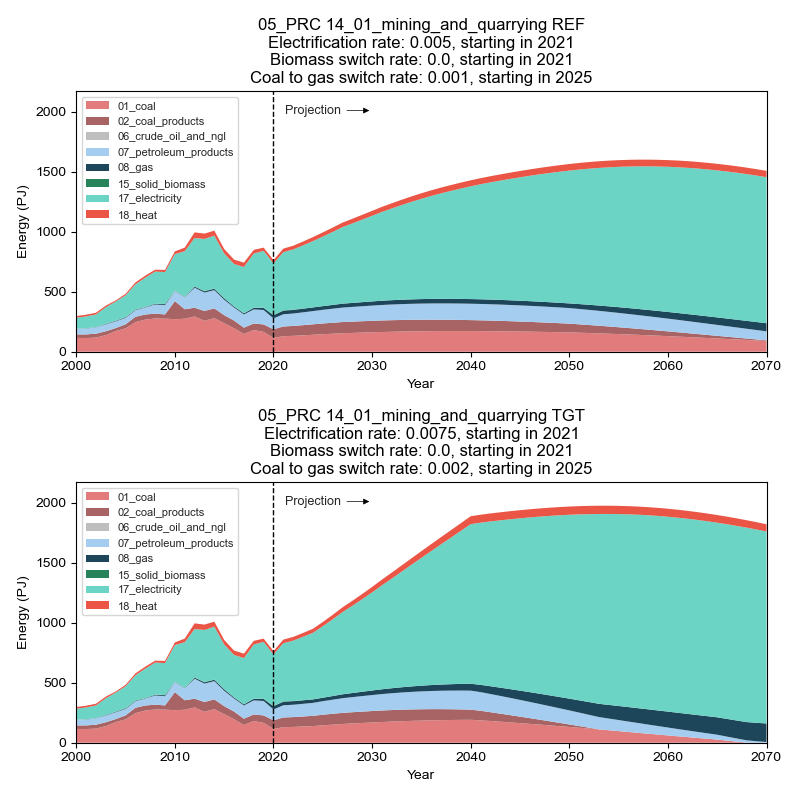 05_PRC 14_01_mining_and_quarrying REF
Electrification rate: 0.005, starting in 2021
Biomass switch rate: 0.0, starting in 2021
Coal to gas switch rate: 0.001, starting in 2025
2000
1500
1000
500
0
Energy (PJ)
01_coal
02_coal_products
06_crude_oil_and_ngl
07_petroleum_products
08_gas
15_solid_biomass
17_electricity
18_heat
Projection
2000 2010 2020 2030 2040 2050 2060 2070
Year
05_PRC 14_01_mining_and_quarrying TGT
Electrification rate: 0.0075, starting in 2021
Biomass switch rate: 0.0, starting in 2021
Coal to gas switch rate: 0.002, starting in 2025
2000
1500
1000
500
0
Energy (PJ)
01_coal
02_coal_products
06_crude_oil_and_ngl
07_petroleum_products
08_gas
15_solid_biomass
17_electricity
18_heat
Projection
2000 2010 2020 2030 2040 2050 2060 2070
Year